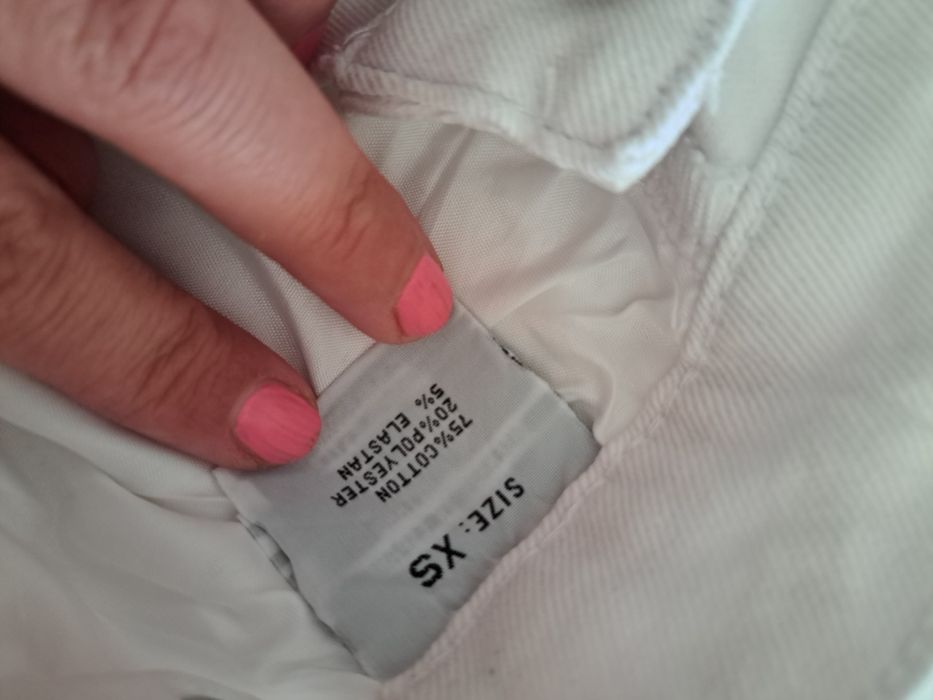 SIZE: XS
75%COTTON
20%POLYESTER
5% ELASTAN